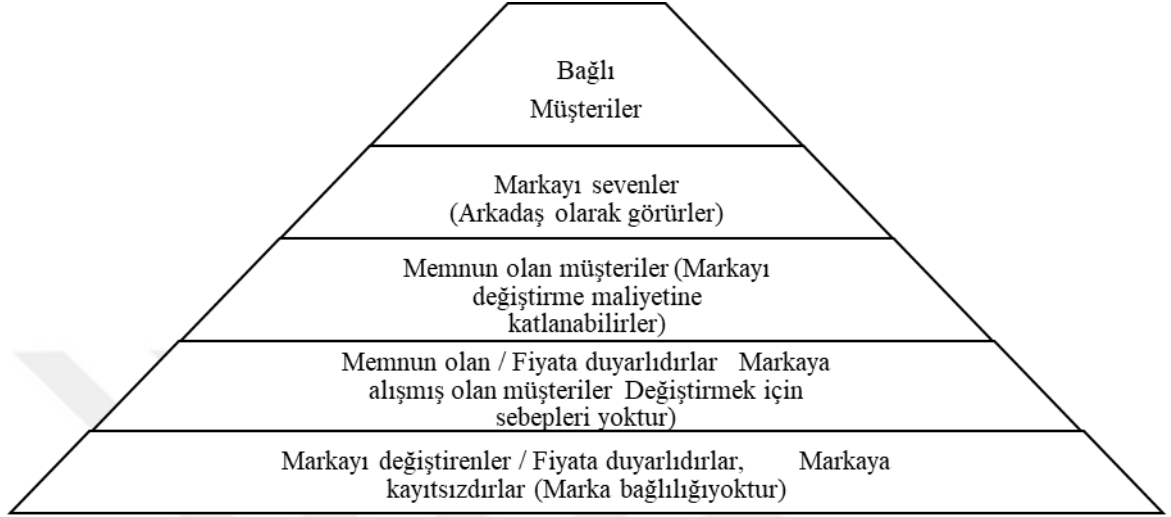 Bağlı
Müşteriler
Markayı sevenler
(Arkadaş olarak görürler)
Memnun olan müşteriler (Markayı
değiştirme maliyetine
katlanabilirler)
Memnun olan / Fiyata duyarlıdırlar Markaya
alışmış olan müşteriler Değiştirmek için
sebepleri yoktur)
Markayı değiştirenler / Fiyata duyarlıdırlar, Markaya
kayıtsızdırlar (Marka bağlılığıyoktur)